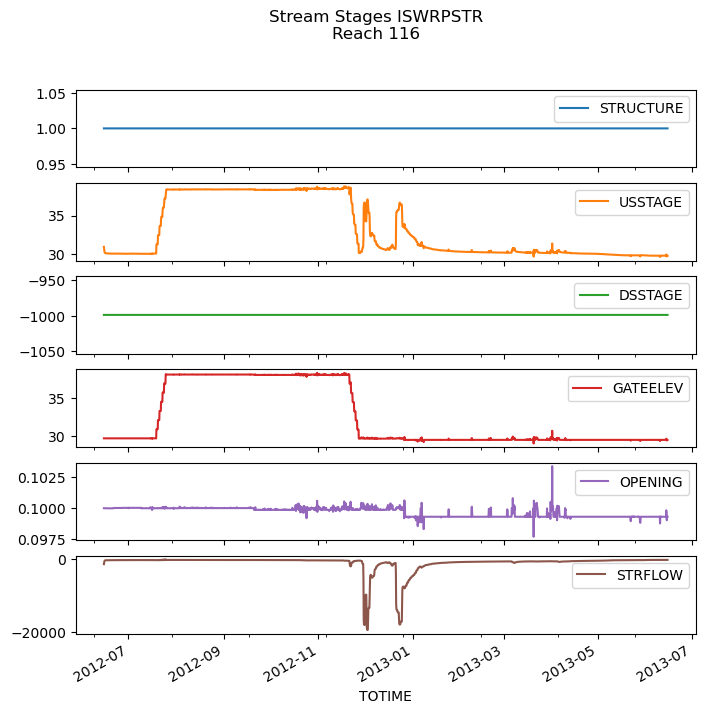 Stream Stages ISWRPSTR
Reach 116
1.05
1.00
0.95
STRUCTURE
35
30
USSTAGE
−950
−1000
−1050
DSSTAGE
35
30
GATEELEV
0.1025
0.1000
0.0975
OPENING
0
−20000
STRFLOW
2012-07
2012-09
2012-11
2013-01
2013-03
2013-05
2013-07
TOTIME